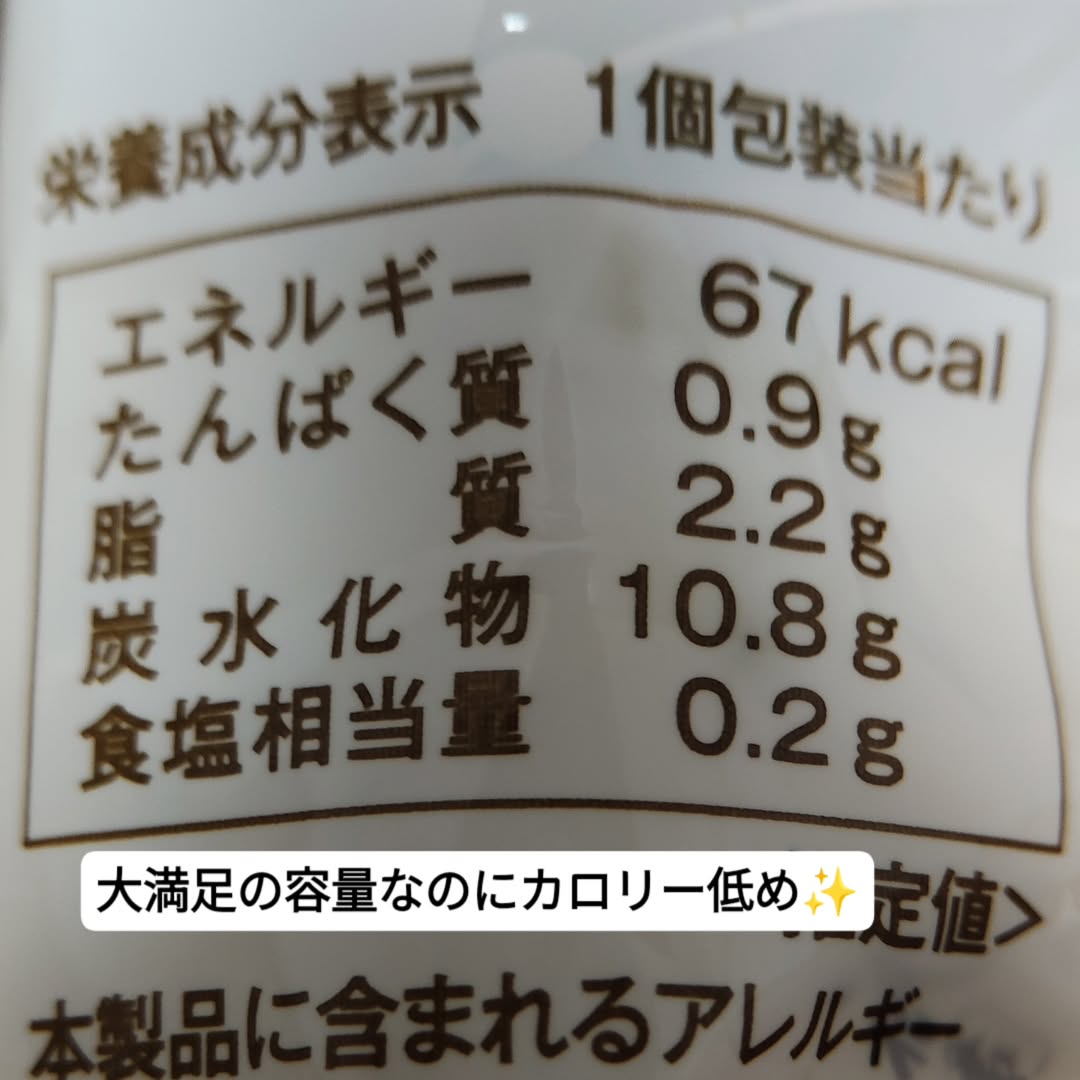 栄養成分表示 1個包装当たり
エネルギー 67kcal
たんぱく質 0.9g
脂質 2.2g
炭水化物 10.8g
食塩相当量 0.2g
定値>
大満足の容量なのにカロリー低め✨
本製品に含まれるアレルギー